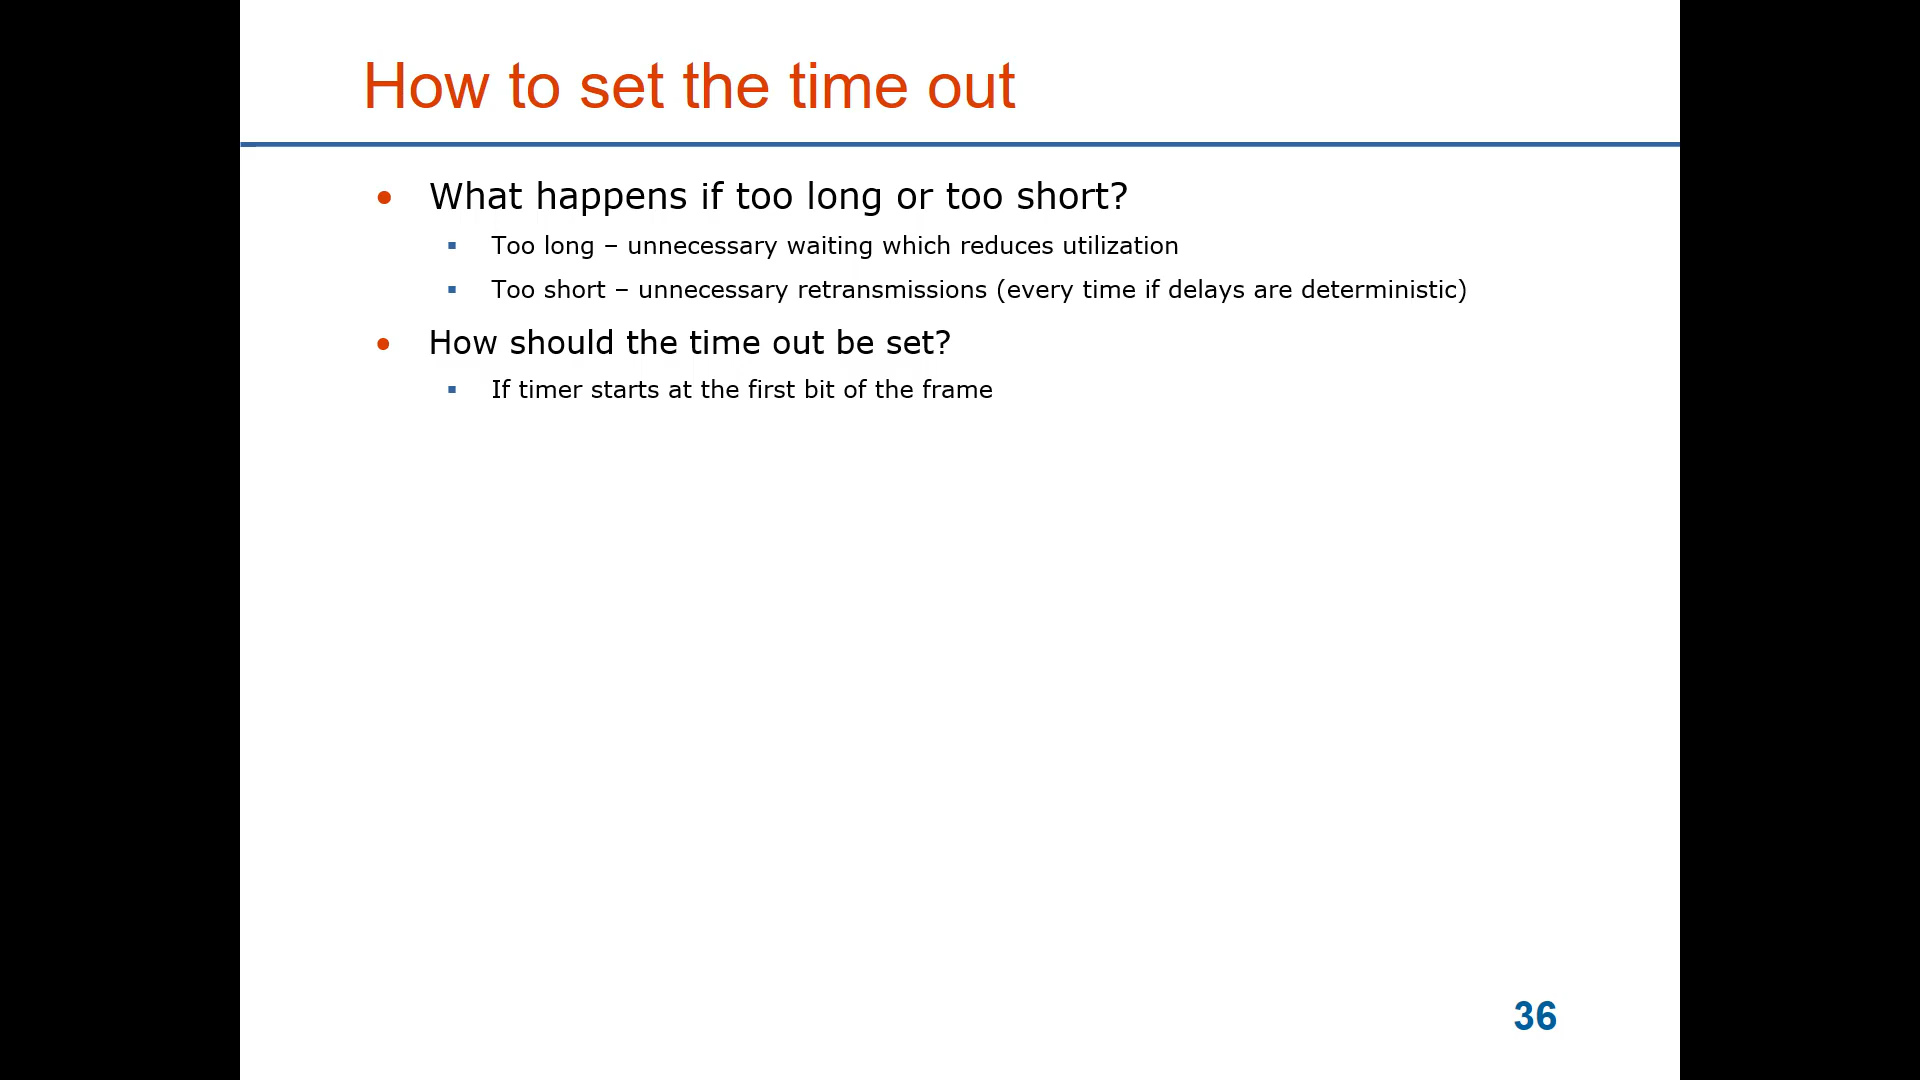 How to set the time out
• What happens if too long or too short?
▪ Too long – unnecessary waiting which reduces utilization
▪ Too short – unnecessary retransmissions (every time if delays are deterministic)
• How should the time out be set?
▪ If timer starts at the first bit of the frame
36